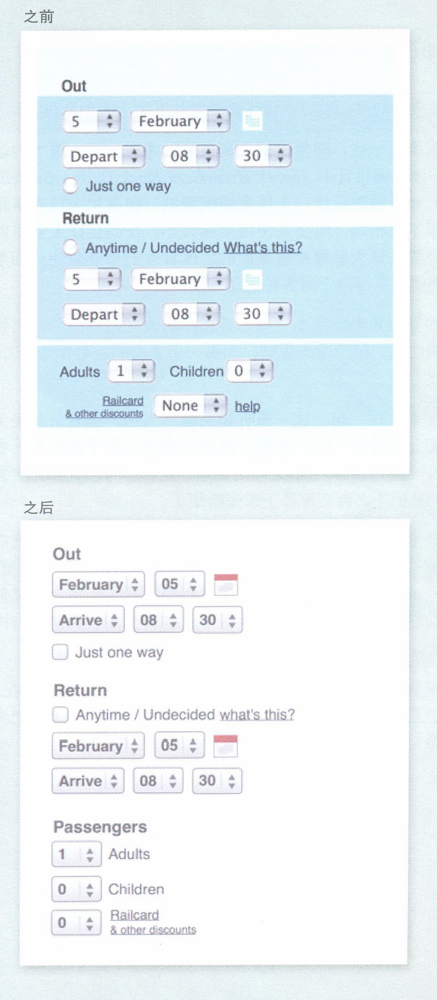 之前
Out
5 February
Depart 08 30
Just one way
Return
Anytime / Undecided What's this?
5 February
Depart 08 30
Adults 1 Children 0
Railcard
& other discounts None help
之后
Out
February 05
Arrive 08 30
Just one way
Return
Anytime / Undecided what's this?
February 05
Arrive 08 30
Passengers
1 Adults
0 Children
0 Railcard
& other discounts